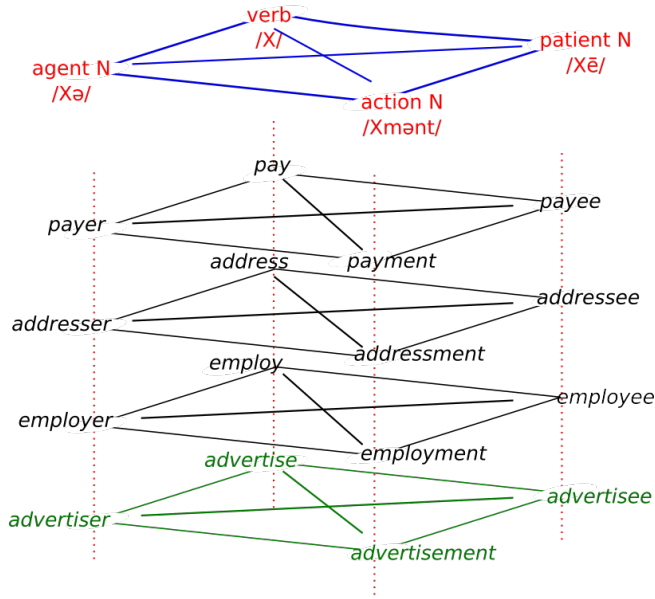 verb
/X/
agent N
/Xə/
patient N
/Xē/
action N
/Xmənt/
pay
payer
payee
payment
address
addresser
addressee
addressment
employ
employer
employee
employment
advertise
advertiser
advertisee
advertisement